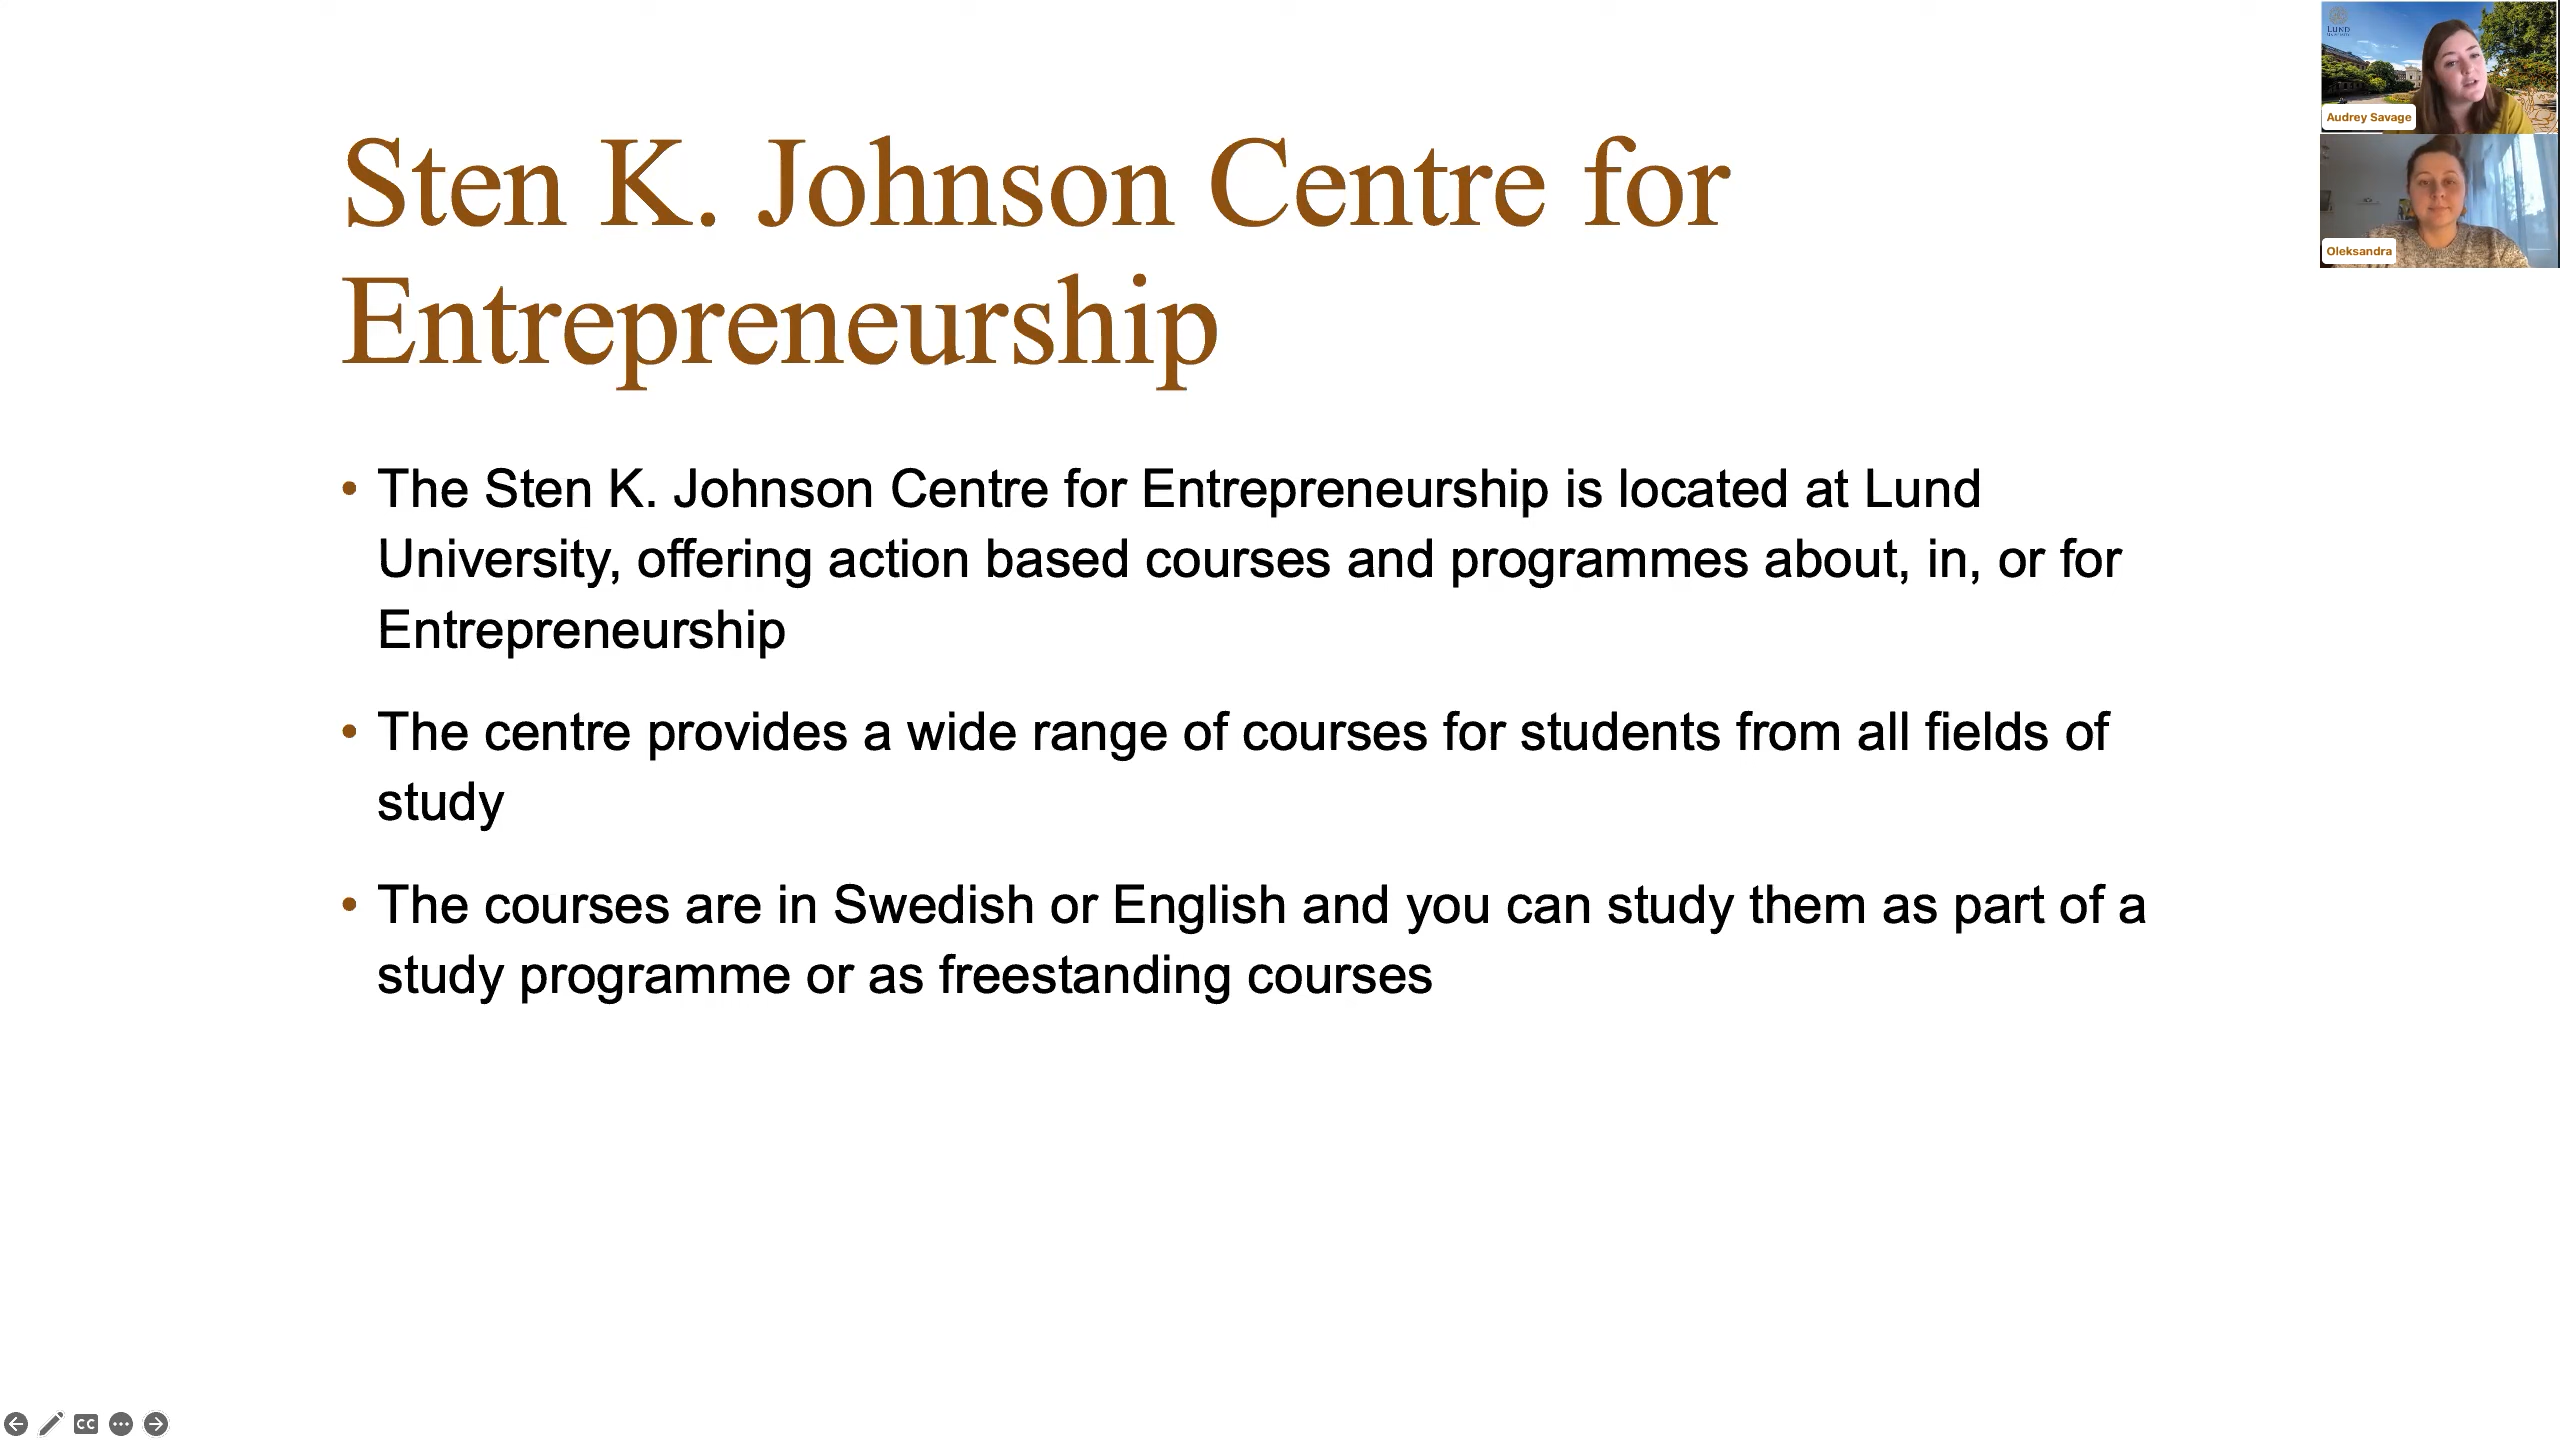 Sten K. Johnson Centre for
Entrepreneurship
• The Sten K. Johnson Centre for Entrepreneurship is located at Lund
University, offering action based courses and programmes about, in, or for
Entrepreneurship
• The centre provides a wide range of courses for students from all fields of
study
• The courses are in Swedish or English and you can study them as part of a
study programme or as freestanding courses
LUND
UNIVERSITY
Audrey Savage
Oleksandra
CC